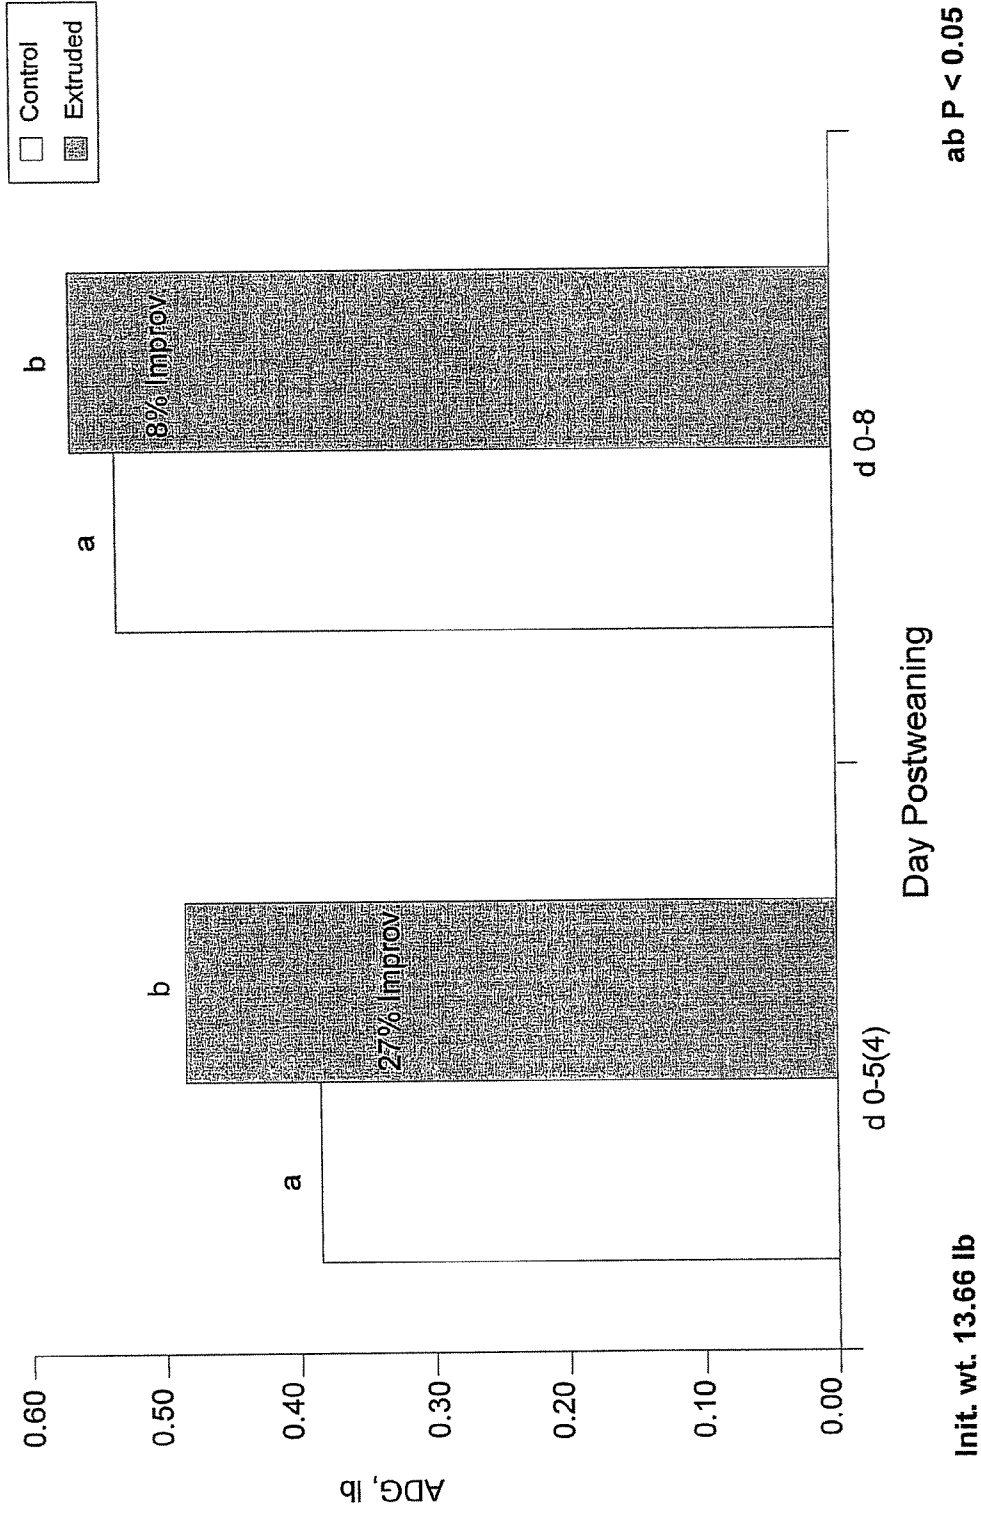 Control
Extruded
ADG, lb
0.60
0.50
0.40
0.30
0.20
0.10
0.00
a
b
27% Improv.
a
b
8% Improv.
d 0-5(4)
d 0-8
Day Postweaning
Init. wt. 13.66 lb
ab P < 0.05